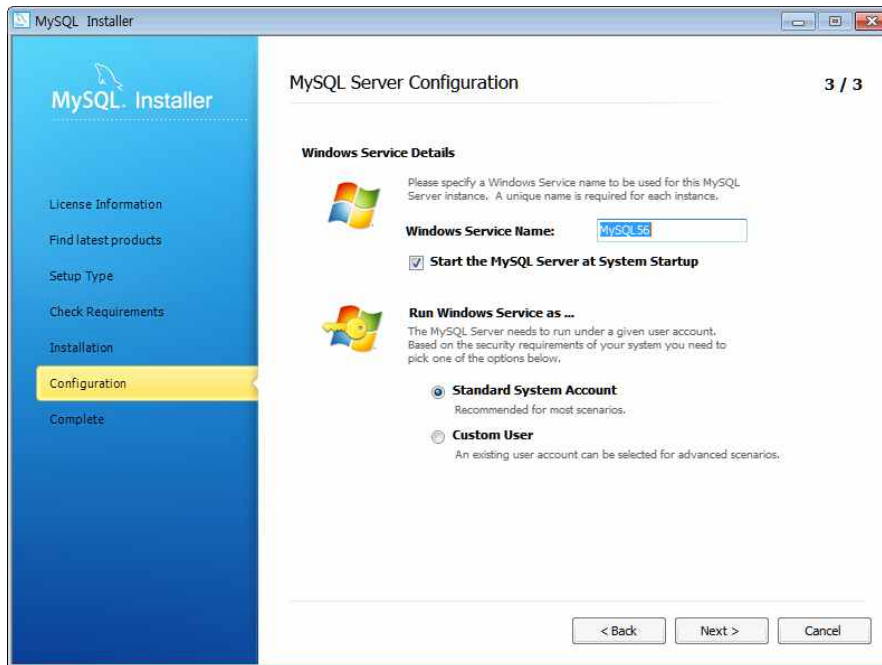 MySQL Installer
MySQL Installer
License Information
Find latest products
Setup Type
Check Requirements
Installation
Configuration
Complete
MySQL Server Configuration
3 / 3
Windows Service Details
Please specify a Windows Service name to be used for this MySQL
Server instance. A unique name is required for each instance.
Windows Service Name:
MySQL56
Start the MySQL Server at System Startup
Run Windows Service as ...
The MySQL Server needs to run under a given user account.
Based on the security requirements of your system you need to
pick one of the options below.
Standard System Account
Recommended for most scenarios.
Custom User
An existing user account can be selected for advanced scenarios.
< Back
Next >
Cancel